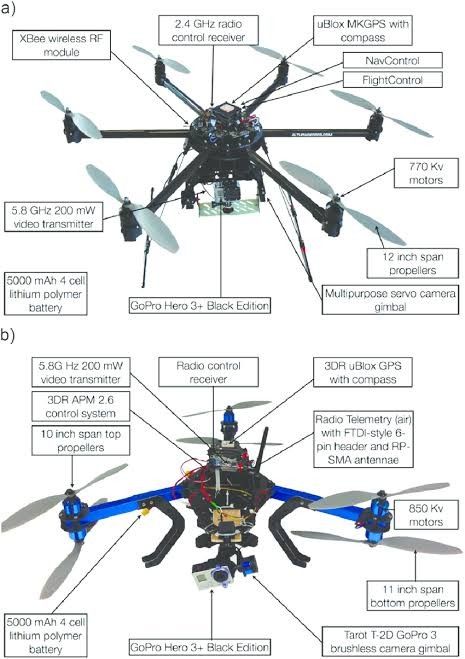 a)
2.4 GHz radio
control receiver
uBlox MKGPS with
compass
XBee wireless RF
module
NavControl
FlightControl
770 Kv
motors
5.8 GHz 200 mW
video transmitter
12 inch span
propellers
5000 mAh 4 cell
lithium polymer
battery
GoPro Hero 3+ Black Edition
Multipurpose servo camera
gimbal
b)
5.8G Hz 200 mW
video transmitter
Radio control
receiver
3DR uBlox GPS
with compass
3DR APM 2.6
control system
10 inch span top
propellers
Radio Telemetry (air)
with FTDI-style 6-
pin header and RP-
SMA antennae
850 Kv
motors
11 inch span
bottom propellers
5000 mAh 4 cell
lithium polymer
battery
GoPro Hero 3+ Black Edition
Tarot T-2D GoPro 3
brushless camera gimbal